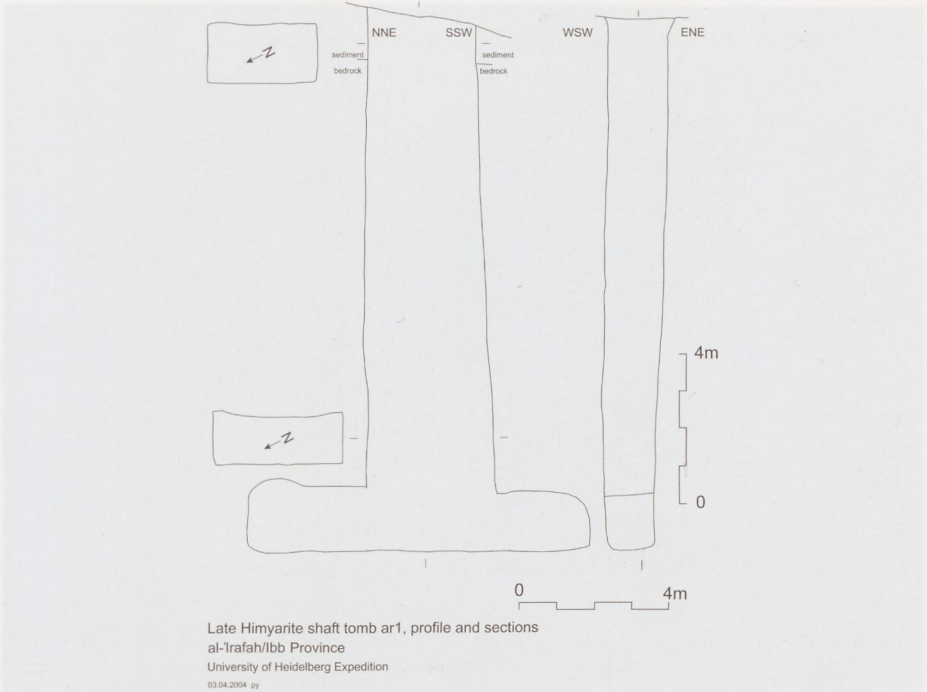 NNE SSW WSW ENE
N
sediment sediment
bedrock bedrock
4m
N
0
0 4m
Late Himyarite shaft tomb ar1, profile and sections
al-'Irafah/Ibb Province
University of Heidelberg Expedition
03.04.2004 py